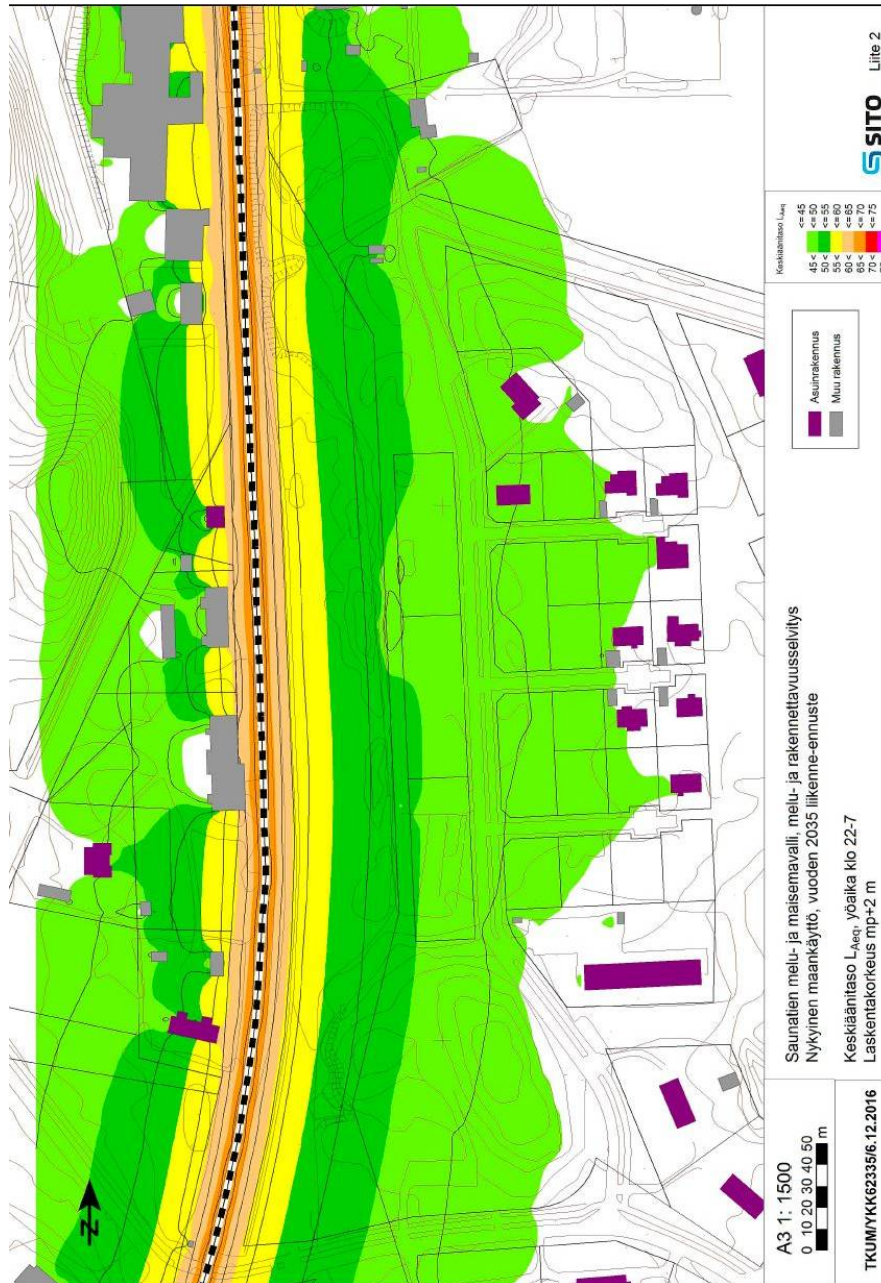 N
A3 1: 1500
0 10 20 30 40 50
m
TKUM/YKK62335/6.12.2016
Saunatien melu- ja maisemavalli, melu- ja rakennettavuusselvitys
Nykyinen maankäyttö, vuoden 2035 liikenne-ennuste
Keskiäänitaso LAeq, yöaika klo 22-7
Laskentakorkeus mp+2 m
Asuinrakennus
Muu rakennus
Keskiäänitaso LAeq
<=45
45< <=50
50< <=55
55< <=60
60< <=65
65< <=70
70< <=75
SITO
Liite 2